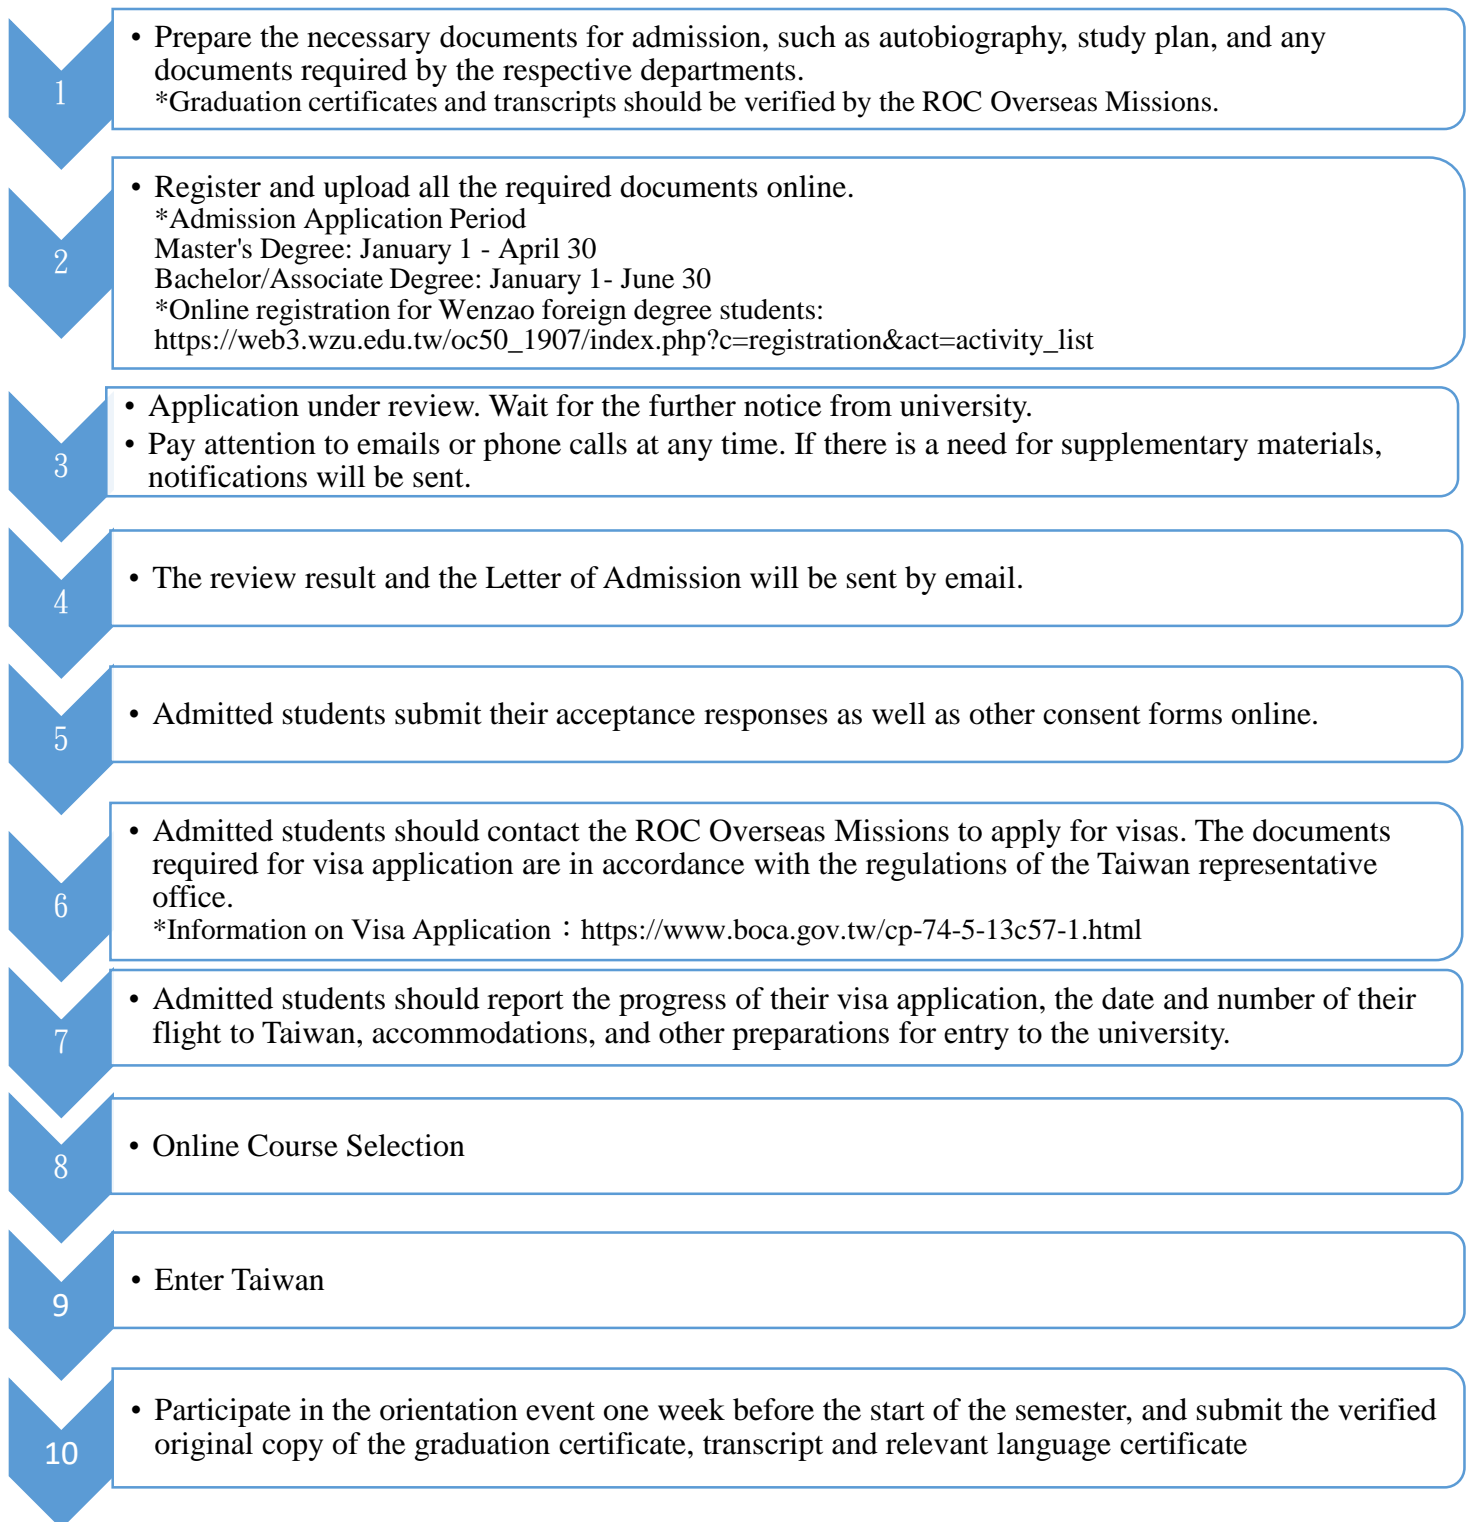 1
• Prepare the necessary documents for admission, such as autobiography, study plan, and any
documents required by the respective departments.
*Graduation certificates and transcripts should be verified by the ROC Overseas Missions.
2
• Register and upload all the required documents online.
*Admission Application Period
Master's Degree: January 1 - April 30
Bachelor/Associate Degree: January 1- June 30
*Online registration for Wenzao foreign degree students:
https://web3.wzu.edu.tw/oc50_1907/index.php?c=registration&act=activity_list
3
• Application under review. Wait for the further notice from university.
• Pay attention to emails or phone calls at any time. If there is a need for supplementary materials,
notifications will be sent.
4
• The review result and the Letter of Admission will be sent by email.
5
• Admitted students submit their acceptance responses as well as other consent forms online.
6
• Admitted students should contact the ROC Overseas Missions to apply for visas. The documents
required for visa application are in accordance with the regulations of the Taiwan representative
office.
*Information on Visa Application：https://www.boca.gov.tw/cp-74-5-13c57-1.html
7
• Admitted students should report the progress of their visa application, the date and number of their
flight to Taiwan, accommodations, and other preparations for entry to the university.
8
• Online Course Selection
9
• Enter Taiwan
10
• Participate in the orientation event one week before the start of the semester, and submit the verified
original copy of the graduation certificate, transcript and relevant language certificate